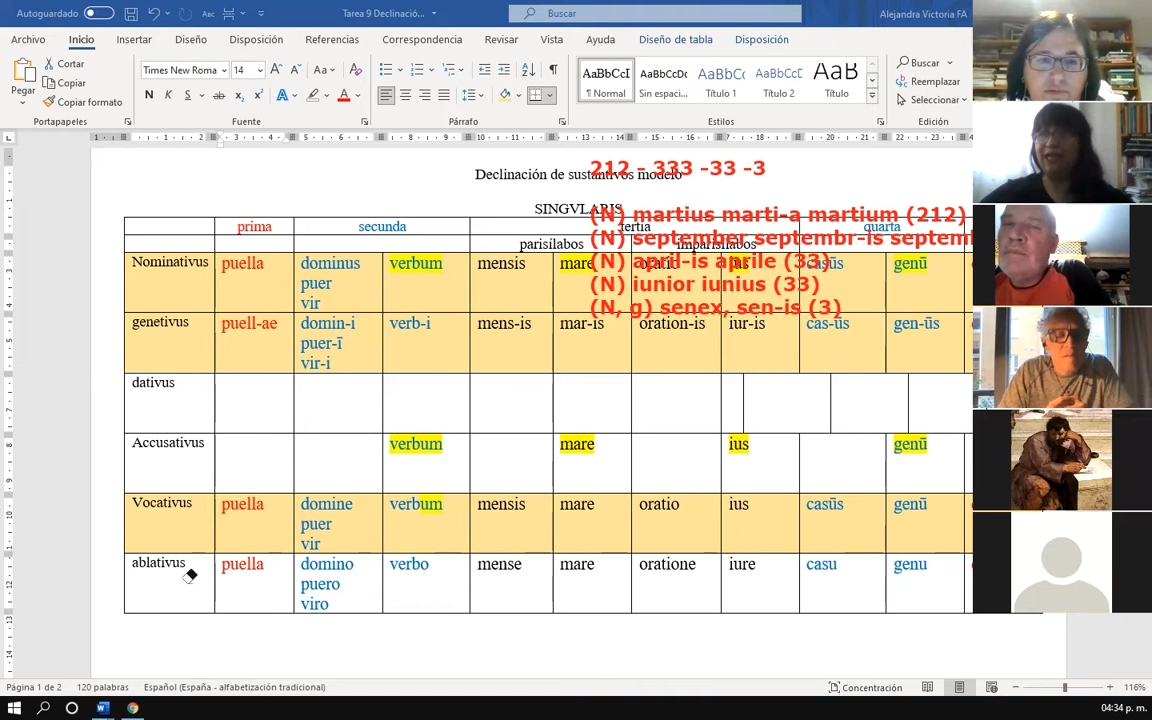 Autoguardado
Tarea 9 Declinació...
Buscar
Alejandra Victoria FA
Archivo Inicio Insertar Diseño Disposición Referencias Correspondencia Revisar Vista Ayuda Diseño de tabla Disposición
Pegar
Cortar
Copiar
Copiar formato
Portapapeles
Times New Roma 14
N K S
Fuente
Párrafo
AaBbCcI AaBbCcDc AaBbCc AaBbCcI AaBb
¶ Normal Sin espaci... Título 1 Título 2 Título
Estilos
Buscar
Reemplazar
Seleccionar
Edición
Declinación de sustantivos modelo
212 - 333 -33 -3
SINGVLARIS
(N) martius marti-a martium (212)
(N) september septembr-is septem
(N) april-is aprile (33)
(N) iunior iunius (33)
(N, g) senex, sen-is (3)
prima secunda tertia quarta
parisílabos imparisílabos
Nominativus puella dominus verbum mensis mare oratio ius casūs genū
puer
vir
genetivus puell-ae domin-i verb-i mens-is mar-is oration-is iur-is cas-ūs gen-ūs
puer-ī
vir-i
dativus
Accusativus verbum mare ius genū
Vocativus puella domine verbum mensis mare oratio ius casūs genū
puer
vir
ablativus puella domino verbo mense mare oratione iure casu genu
puero
viro
Página 1 de 2 120 palabras Español (España - alfabetización tradicional) Concentración 116%
04:34 p. m.